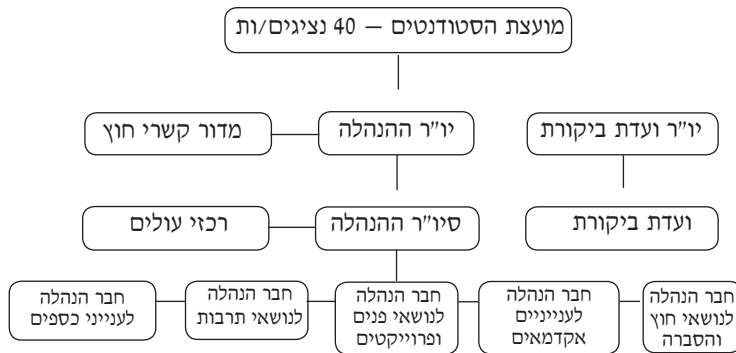 מועצת הסטודנטים – 40 נציגים/ות
יו"ר ועדת ביקורת
יו"ר ההנהלה
מדור קשרי חוץ
ועדת ביקורת
סיו"ר ההנהלה
רכזי עולים
חבר הנהלה
לנושאי חוץ
והסברה
חבר הנהלה
לעינייניים
אקדמאים
חבר הנהלה
לנושאי פנים
ופרוייקטים
חבר הנהלה
לנושאי תרבות
חבר הנהלה
לענייני כספים